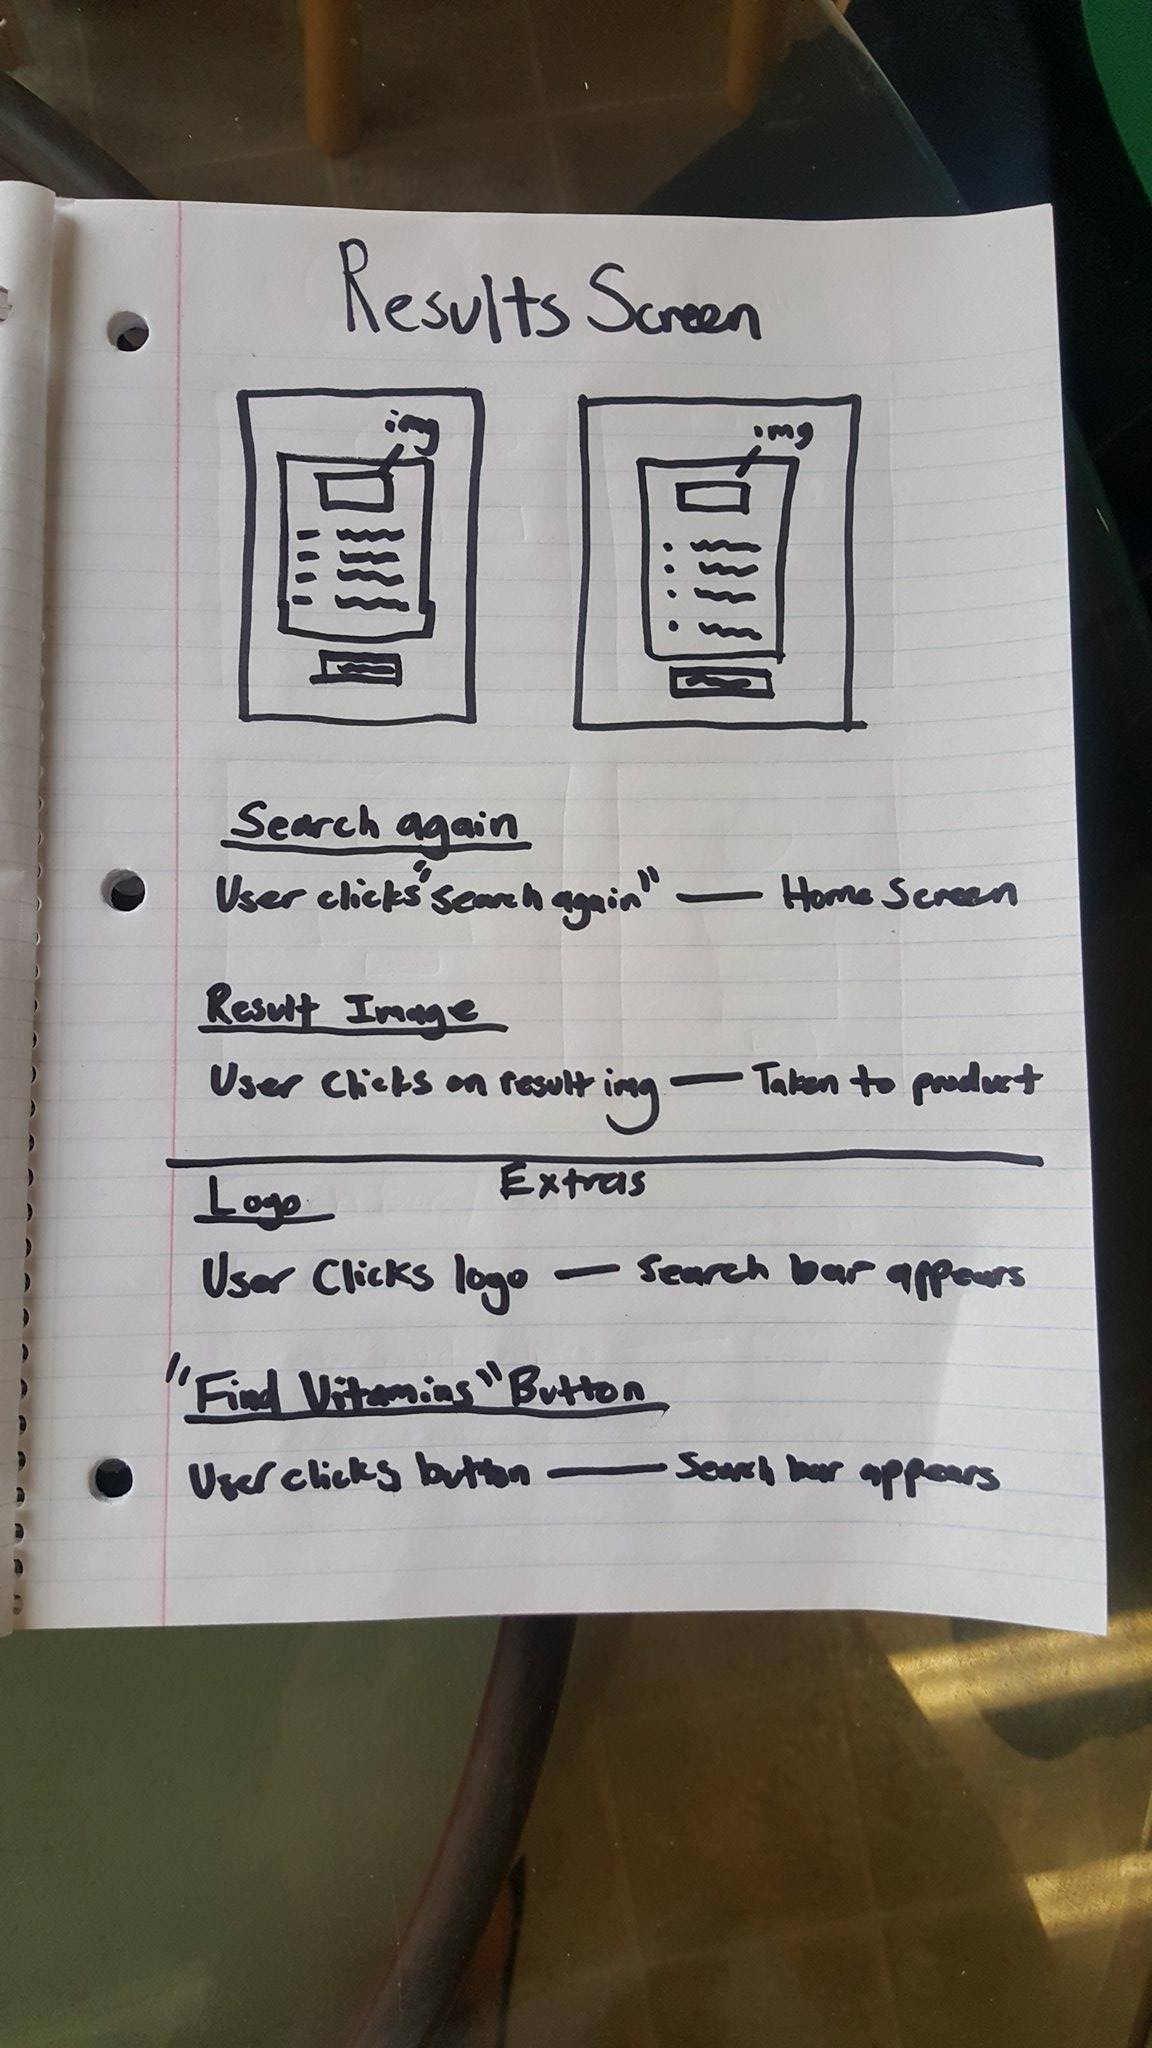 Results Screen
img
img
Search again
User clicks "search again" — Home Screen
Result Image
User clicks on result img — Taken to product
Extras
Logo
User Clicks logo — Search bar appears
"Find Vitamins" Button
User clicks button — Search bar appears